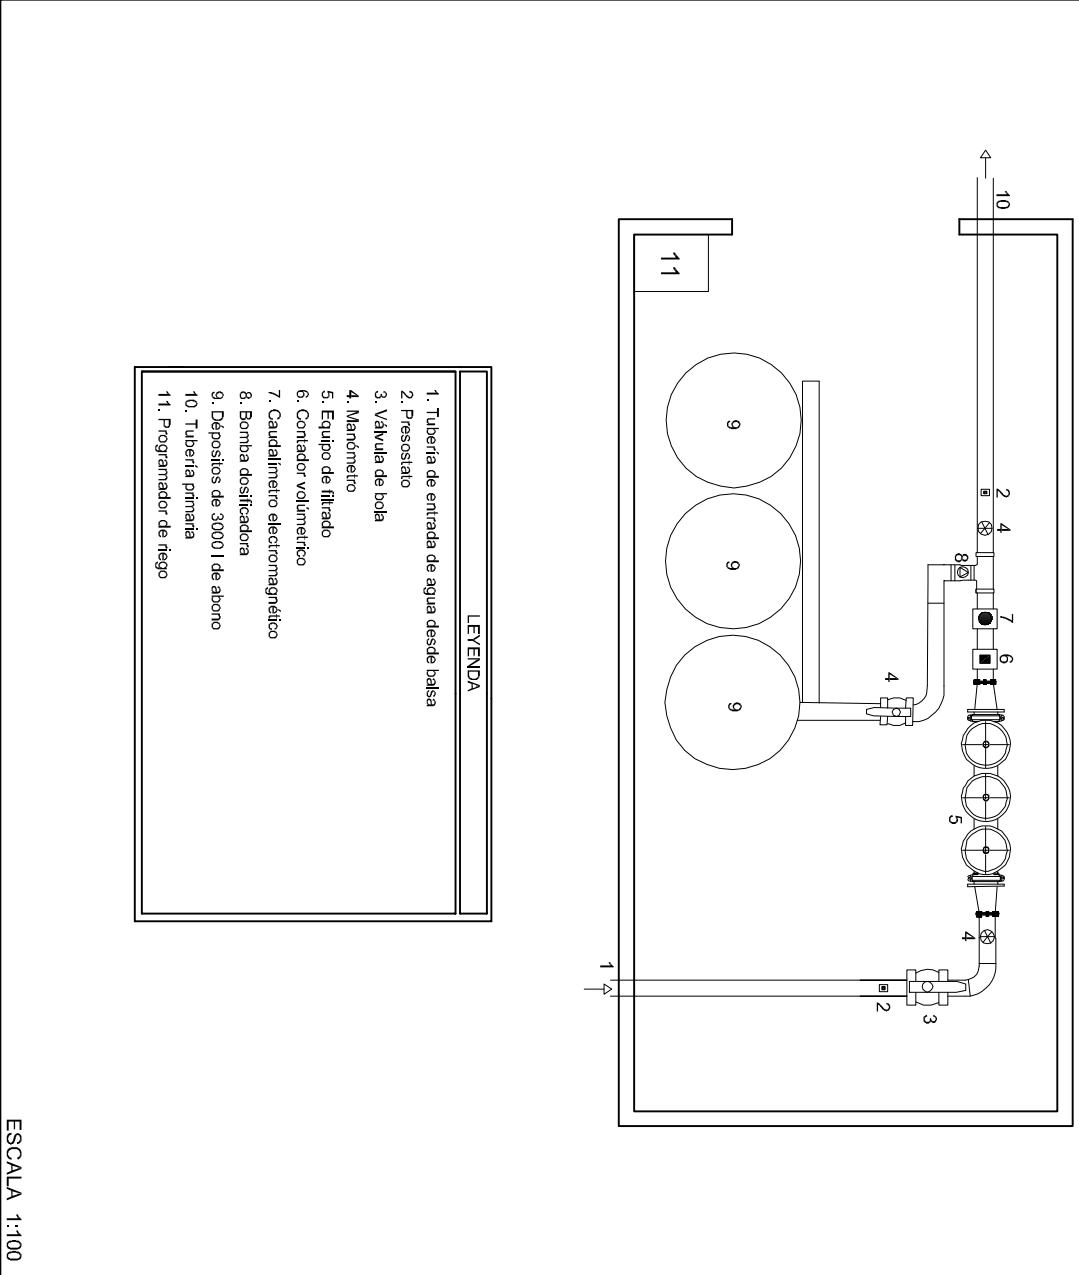 10
11
2
4
8
7
6
9
9
9
4
5
4
1
2
3
LEYENDA
1. Tubería de entrada de agua desde balsa
2. Presostato
3. Válvula de bola
4. Manómetro
5. Equipo de filtrado
6. Contador volúmetrico
7. Caudalímetro electromagnético
8. Bomba dosificadora
9. Dépositos de 3000 l de abono
10. Tubería primaria
11. Programador de riego
ESCALA 1:100